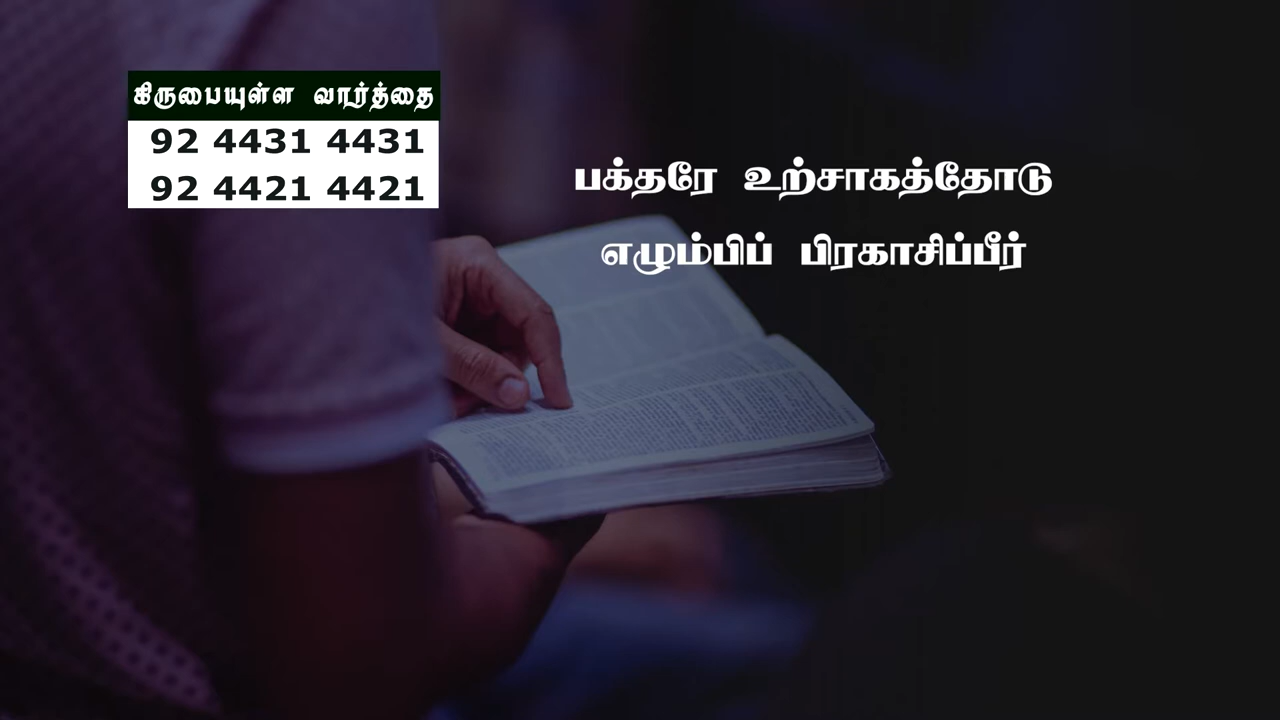 கிருபையுள்ள வார்த்தை
92 4431 4431
92 4421 4421
பக்தரே உற்சாகத்தோடு
எழும்பிப் பிரகாசிப்பீர்